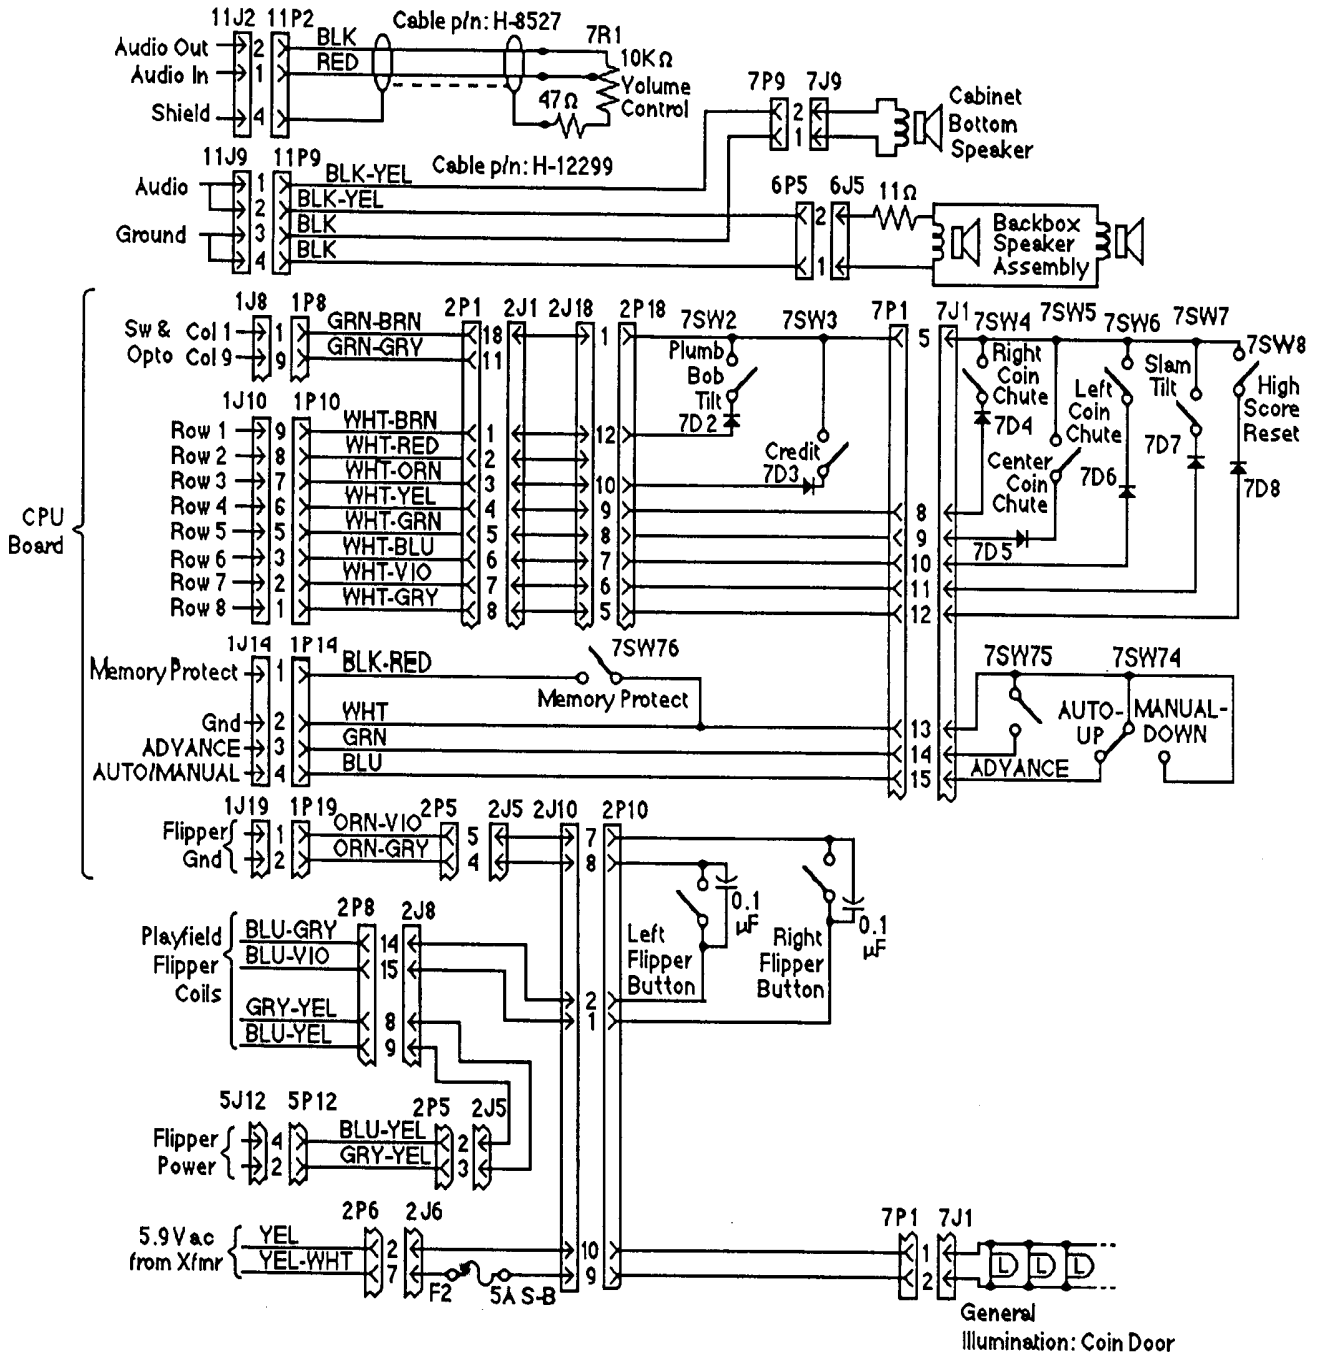 11J2 11P2 Cable p/n: H-8527
Audio Out 2 BLK 7R1
Audio In 1 RED 10KΩ
Volume
Control
Shield 4 47Ω
7P9 7J9
2
1
Cabinet
Bottom
Speaker
11J9 11P9 Cable p/n: H-12299
Audio 1 BLK-YEL
2 BLK-YEL
Ground 3 BLK
4 BLK
6P5 6J5 11Ω
2
1
Backbox
Speaker
Assembly
CPU
Board
1J8 1P8 2P1 2J1 2J18 2P18 7P1 7J1
Sw & Col 1 1 GRN-BRN 18 1 5
Opto Col 9 9 GRN-GRY 11
7SW2 7SW3 7SW4 7SW5 7SW6 7SW7 7SW8
Plumb
Bob
Tilt
7D2
Credit
7D3
Right
Coin
Chute
7D4
Center
Coin
Chute
7D5
Left
Coin
Chute
7D6
Slam
Tilt
7D7
High
Score
Reset
7D8
1J10 1P10
Row 1 9 WHT-BRN 1 12
Row 2 8 WHT-RED 2
Row 3 7 WHT-ORN 3 10
Row 4 6 WHT-YEL 4 9 8
Row 5 5 WHT-GRN 5 8 9
Row 6 3 WHT-BLU 6 7 10
Row 7 2 WHT-VIO 7 6 11
Row 8 1 WHT-GRY 8 5 12
1J14 1P14 7SW76 7SW75 7SW74
Memory Protect 1 BLK-RED Memory Protect
Gnd 2 WHT 13
ADVANCE 3 GRN 14
AUTO/MANUAL 4 BLU 15 ADVANCE
AUTO-
UP
MANUAL-
DOWN
1J19 1P19 2P5 2J5 2J10 2P10
Flipper 1 ORN-VIO 5 7
Gnd 2 ORN-GRY 4 8
0.1
µF
0.1
µF
Left
Flipper
Button
Right
Flipper
Button
2P8 2J8
Playfield
Flipper
Coils
BLU-GRY 14 2
BLU-VIO 15 1
GRY-YEL 8
BLU-YEL 9
5J12 5P12 2P5 2J5
Flipper 4 BLU-YEL 2
Power 2 GRY-YEL 3
2P6 2J6 7P1 7J1
5.9Vac YEL 2 10 1
from Xfmr YEL-WHT 7 9 2
F2 5A S-B
L L L
General
Illumination: Coin Door